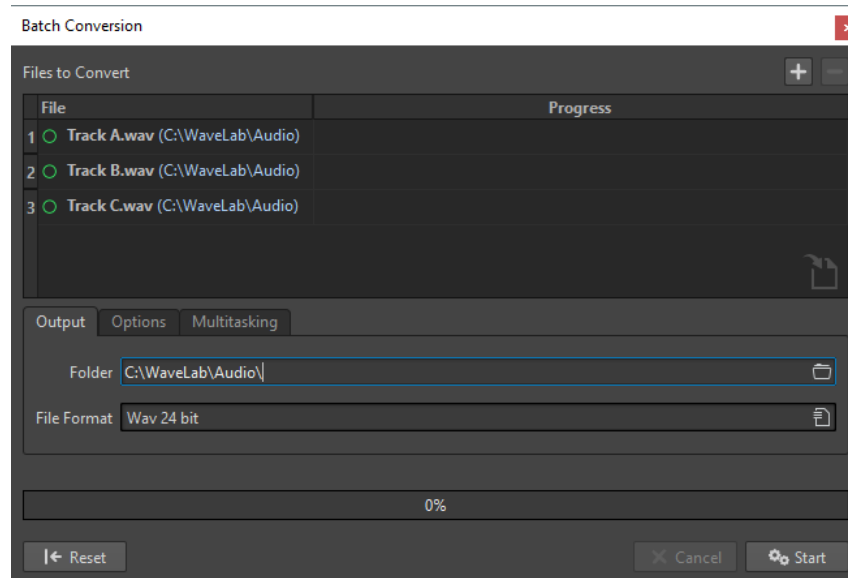 Batch Conversion
Files to Convert
File Progress
1 Track A.wav (C:\WaveLab\Audio)
2 Track B.wav (C:\WaveLab\Audio)
3 Track C.wav (C:\WaveLab\Audio)
Output Options Multitasking
Folder C:\WaveLab\Audio\
File Format Wav 24 bit
0%
Reset Cancel Start